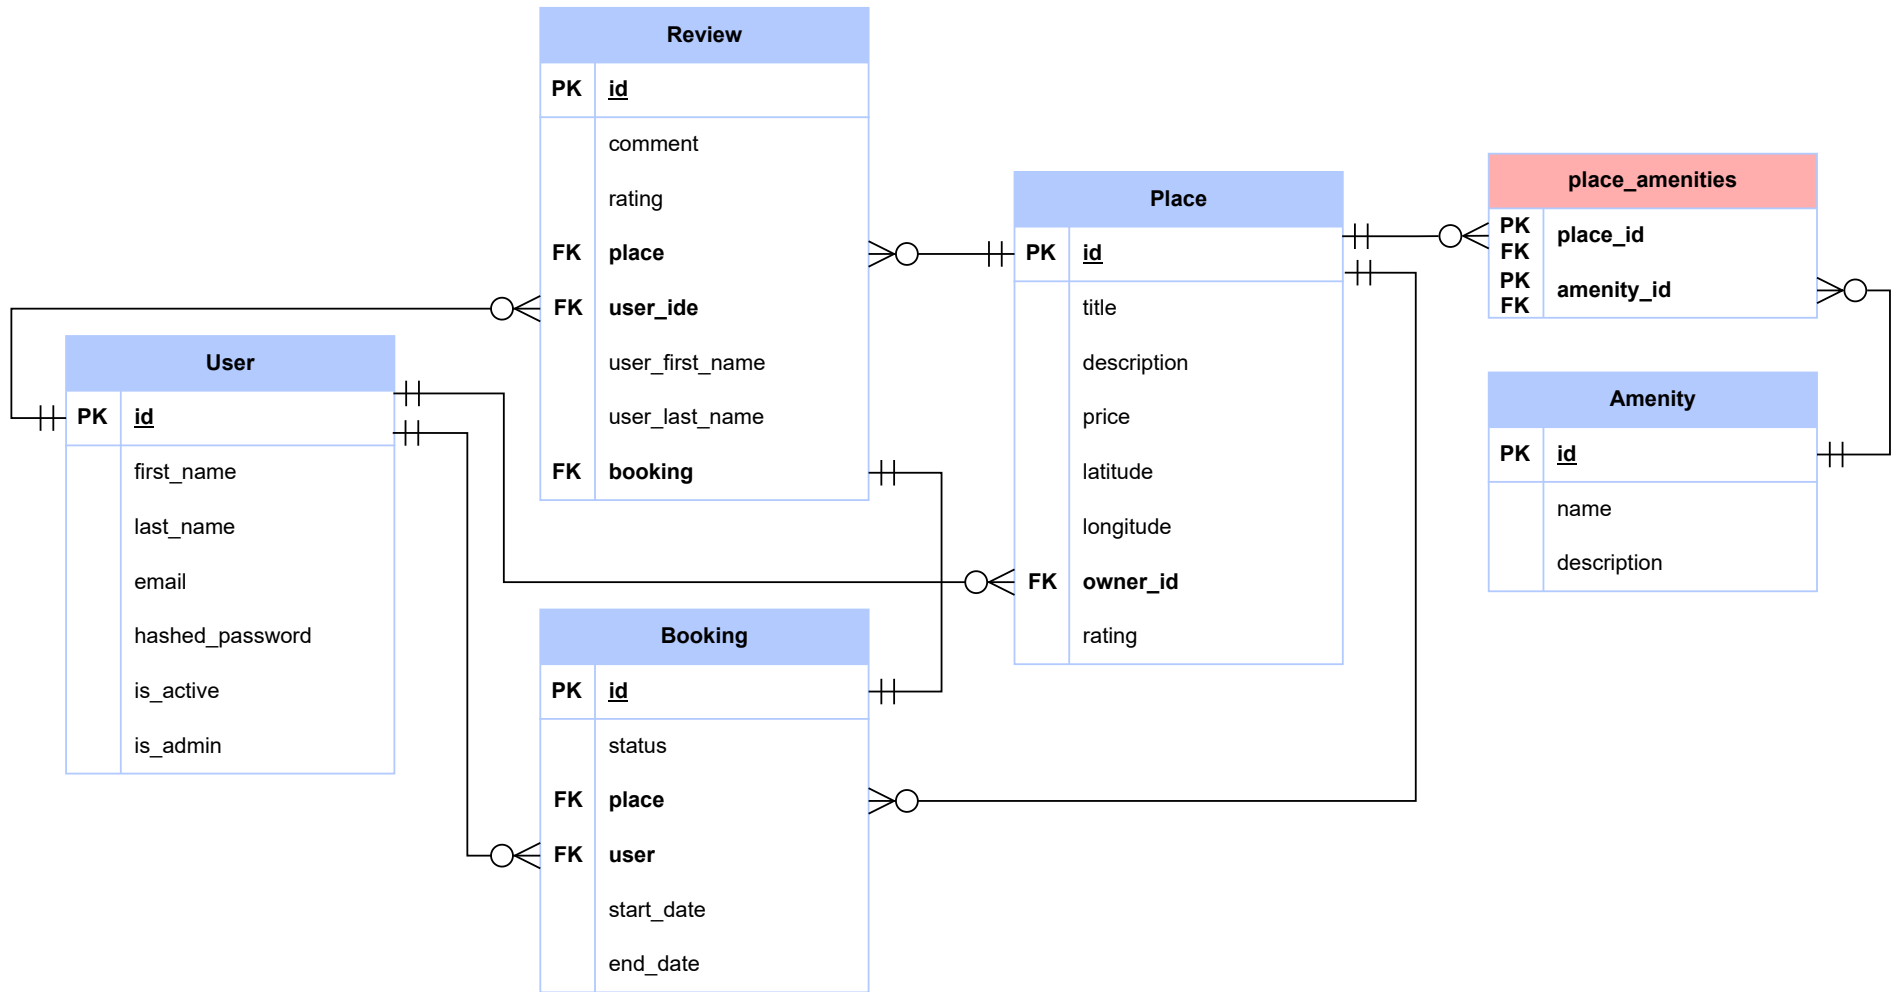 Review
PK id
comment
rating
FK place
FK user_ide
user_first_name
user_last_name
FK booking
User
PK id
first_name
last_name
email
hashed_password
is_active
is_admin
Booking
PK id
status
FK place
FK user
start_date
end_date
Place
PK id
title
description
price
latitude
longitude
FK owner_id
rating
place_amenities
PK
FK
place_id
PK
FK
amenity_id
Amenity
PK id
name
description